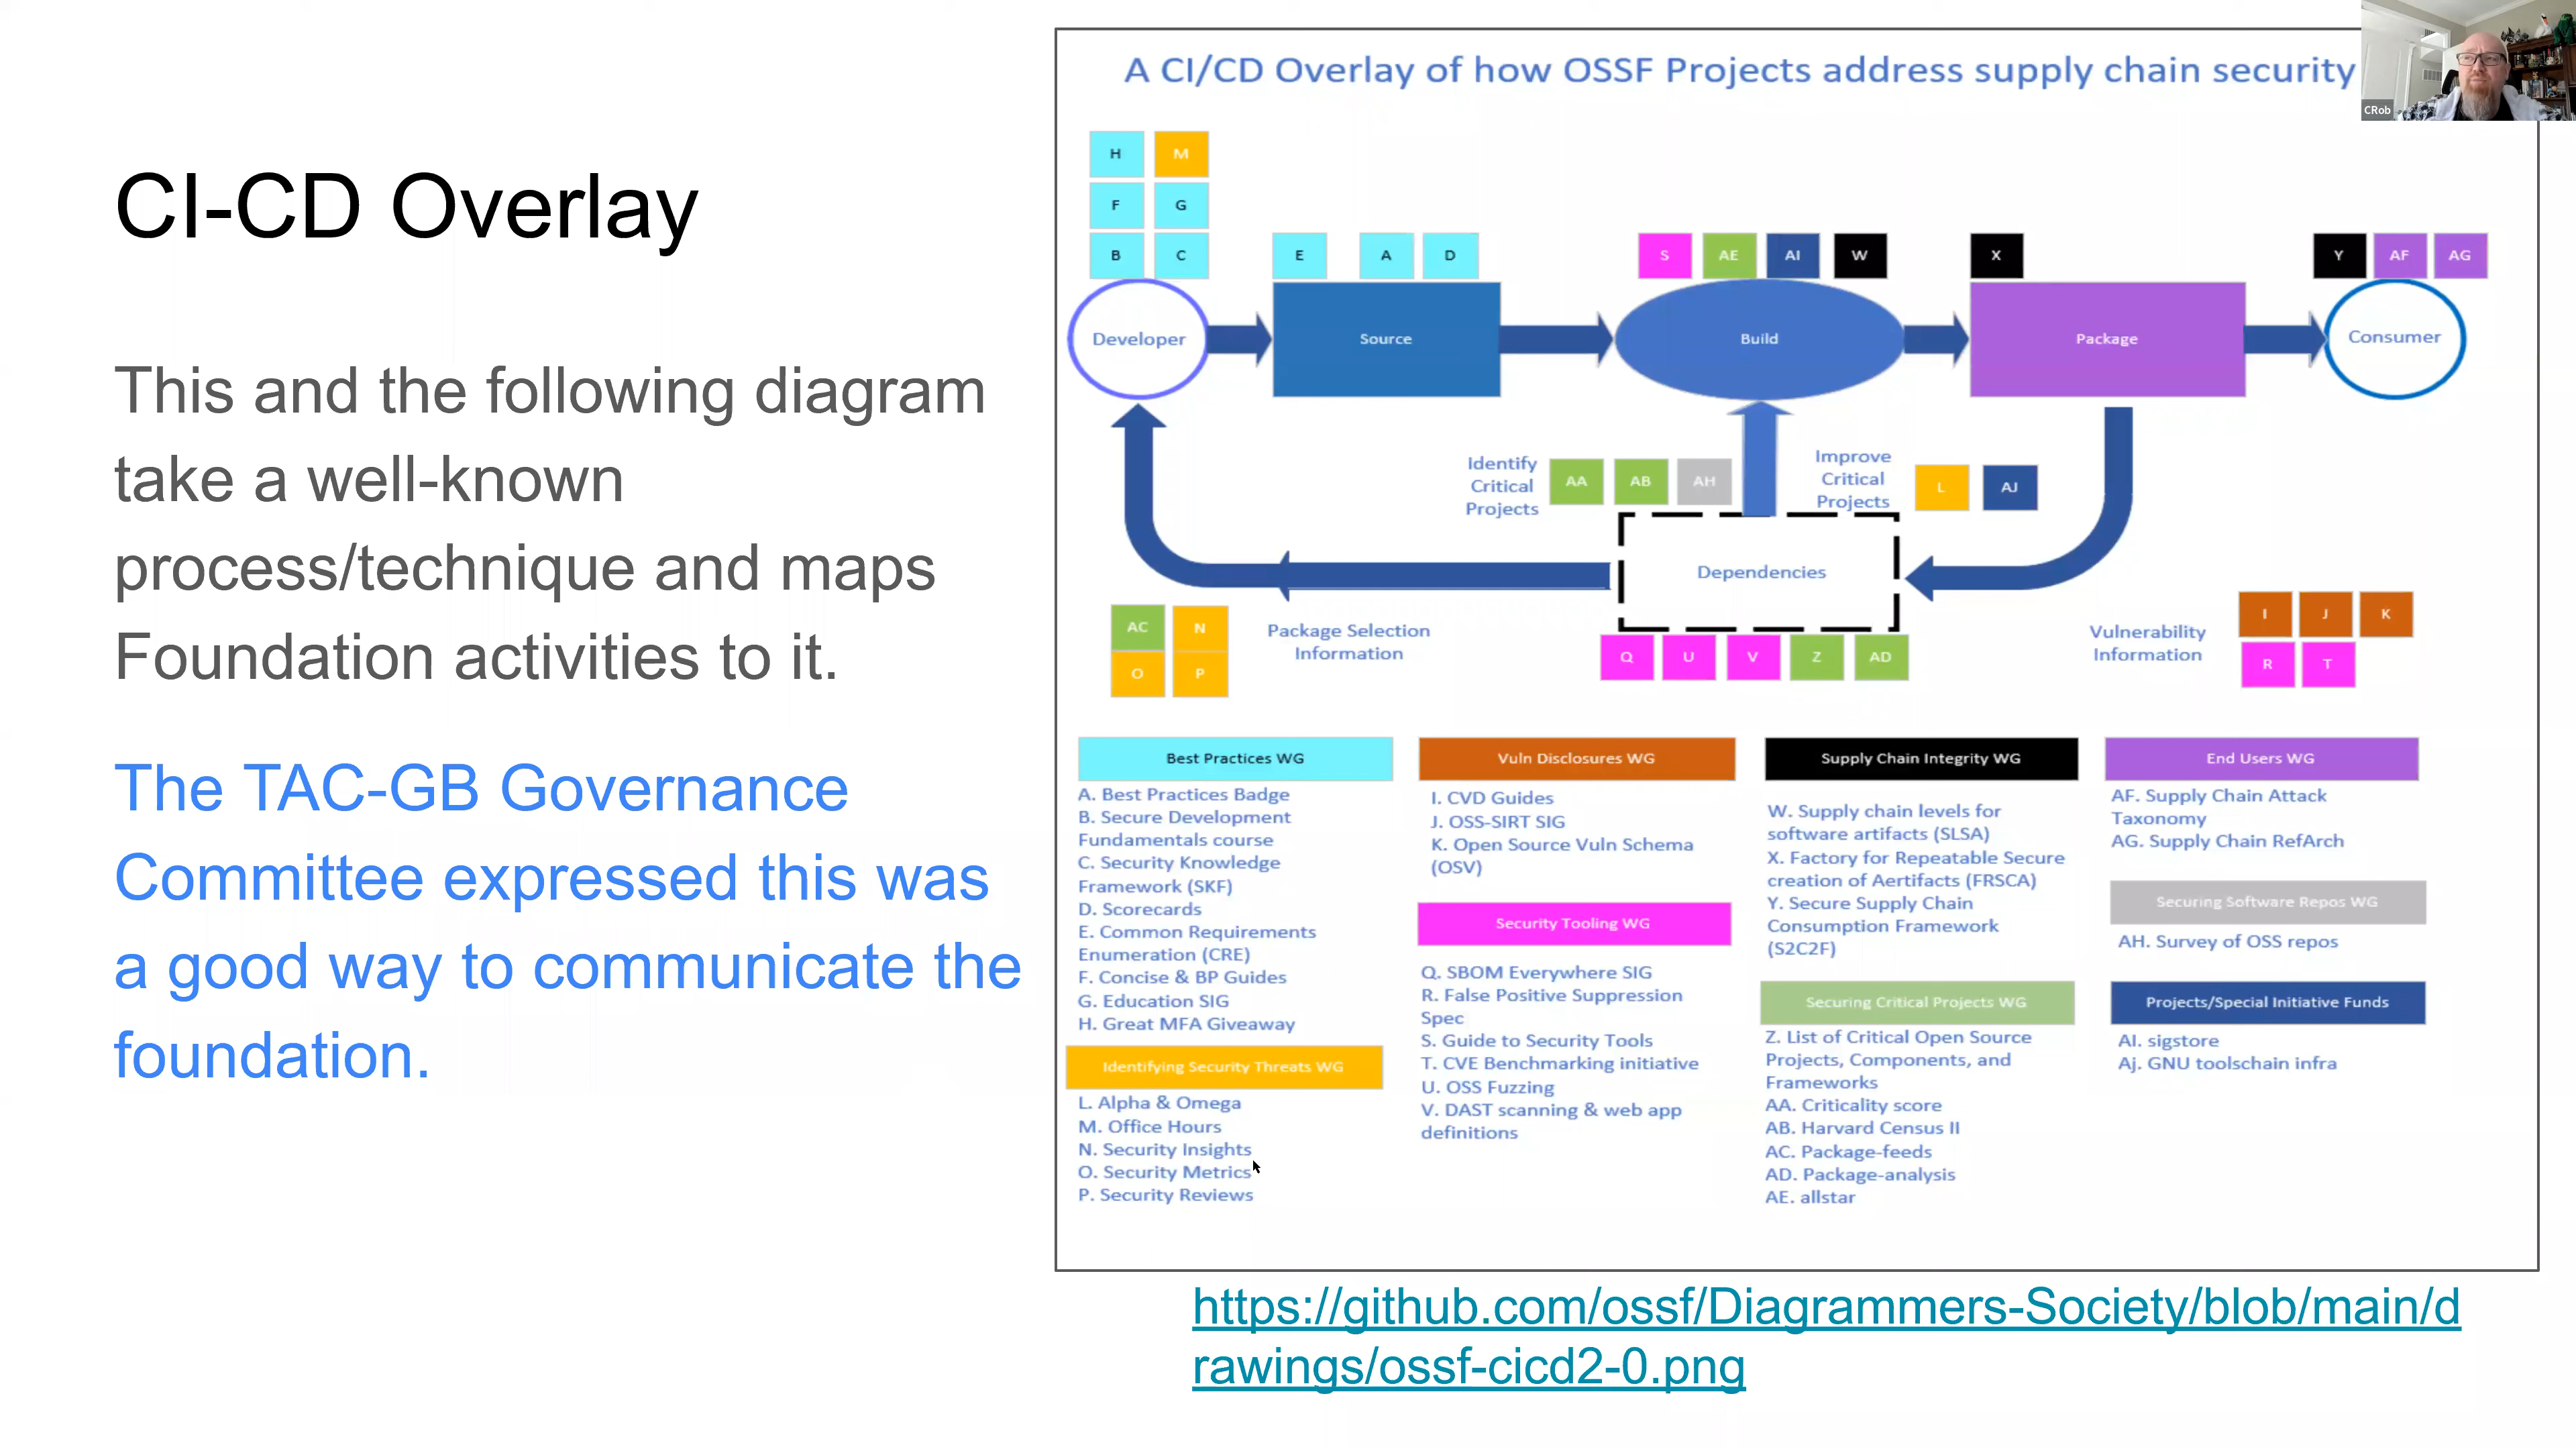 CI-CD Overlay
This and the following diagram
take a well-known
process/technique and maps
Foundation activities to it.
The TAC-GB Governance
Committee expressed this was
a good way to communicate the
foundation.
A CI/CD Overlay of how OSSF Projects address supply chain security
CRob
H M
F G
B C
E A D
S AE AI W
X
Y AF AG
Developer
Source
Build
Package
Consumer
Identify
Critical
Projects
AA AB AH
Improve
Critical
Projects
L AJ
Dependencies
AC N
O P
Package Selection
Information
Q U V Z AD
Vulnerability
Information
I J K
R T
Best Practices WG
A. Best Practices Badge
B. Secure Development
Fundamentals course
C. Security Knowledge
Framework (SKF)
D. Scorecards
E. Common Requirements
Enumeration (CRE)
F. Concise & BP Guides
G. Education SIG
H. Great MFA Giveaway
Identifying Security Threats WG
L. Alpha & Omega
M. Office Hours
N. Security Insights
O. Security Metrics
P. Security Reviews
Vuln Disclosures WG
I. CVD Guides
J. OSS-SIRT SIG
K. Open Source Vuln Schema
(OSV)
Security Tooling WG
Q. SBOM Everywhere SIG
R. False Positive Suppression
Spec
S. Guide to Security Tools
T. CVE Benchmarking initiative
U. OSS Fuzzing
V. DAST scanning & web app
definitions
Supply Chain Integrity WG
W. Supply chain levels for
software artifacts (SLSA)
X. Factory for Repeatable Secure
creation of Aertifacts (FRSCA)
Y. Secure Supply Chain
Consumption Framework
(S2C2F)
Securing Critical Projects WG
Z. List of Critical Open Source
Projects, Components, and
Frameworks
AA. Criticality score
AB. Harvard Census II
AC. Package-feeds
AD. Package-analysis
AE. allstar
End Users WG
AF. Supply Chain Attack
Taxonomy
AG. Supply Chain RefArch
Securing Software Repos WG
AH. Survey of OSS repos
Projects/Special Initiative Funds
AI. sigstore
Aj. GNU toolschain infra
https://github.com/ossf/Diagrammers-Society/blob/main/d
rawings/ossf-cicd2-0.png